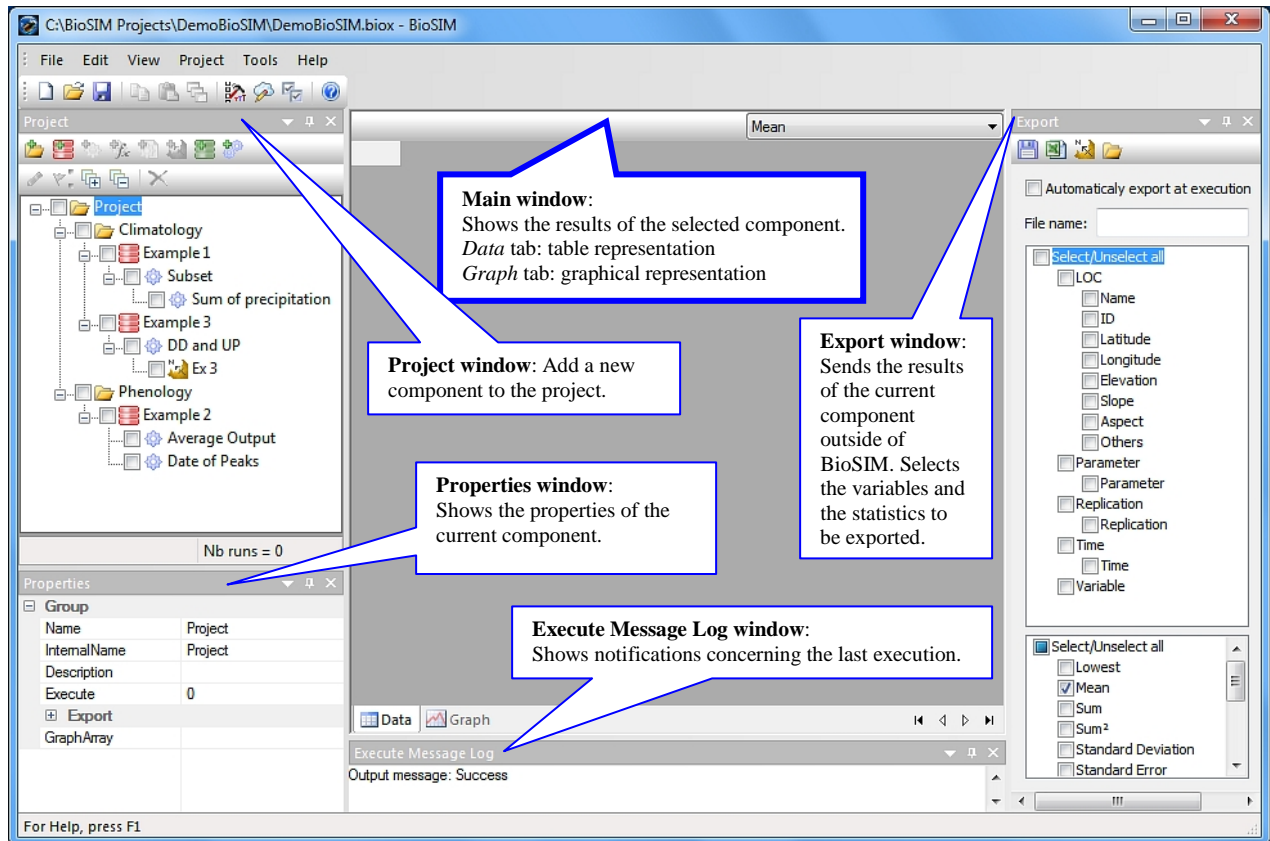 C:\BioSIM Projects\DemoBioSIM\DemoBioSIM.biox - BioSIM
File Edit View Project Tools Help
Project
Project
Climatology
Example 1
Subset
Sum of precipitation
Example 3
DD and UP
Ex 3
Phenology
Example 2
Average Output
Date of Peaks
Nb runs = 0
Properties
Group
Name Project
InternalName Project
Description
Execute 0
Export
GraphArray
For Help, press F1
Mean
Main window:
Shows the results of the selected component.
Data tab: table representation
Graph tab: graphical representation
Project window: Add a new
component to the project.
Properties window:
Shows the properties of the
current component.
Export window:
Sends the results
of the current
component
outside of
BioSIM. Selects
the variables and
the statistics to
be exported.
Execute Message Log window:
Shows notifications concerning the last execution.
Data Graph
Execute Message Log
Output message: Success
Export
Automaticaly export at execution
File name:
Select/Unselect all
LOC
Name
ID
Latitude
Longitude
Elevation
Slope
Aspect
Others
Parameter
Parameter
Replication
Replication
Time
Time
Variable
Select/Unselect all
Lowest
Mean
Sum
Sum²
Standard Deviation
Standard Error